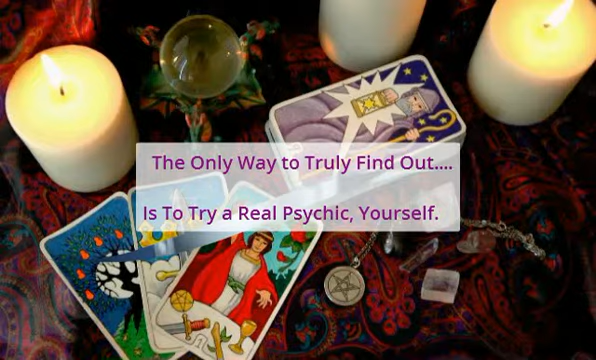 The Only Way to Truly Find Out....
Is To Try a Real Psychic, Yourself.